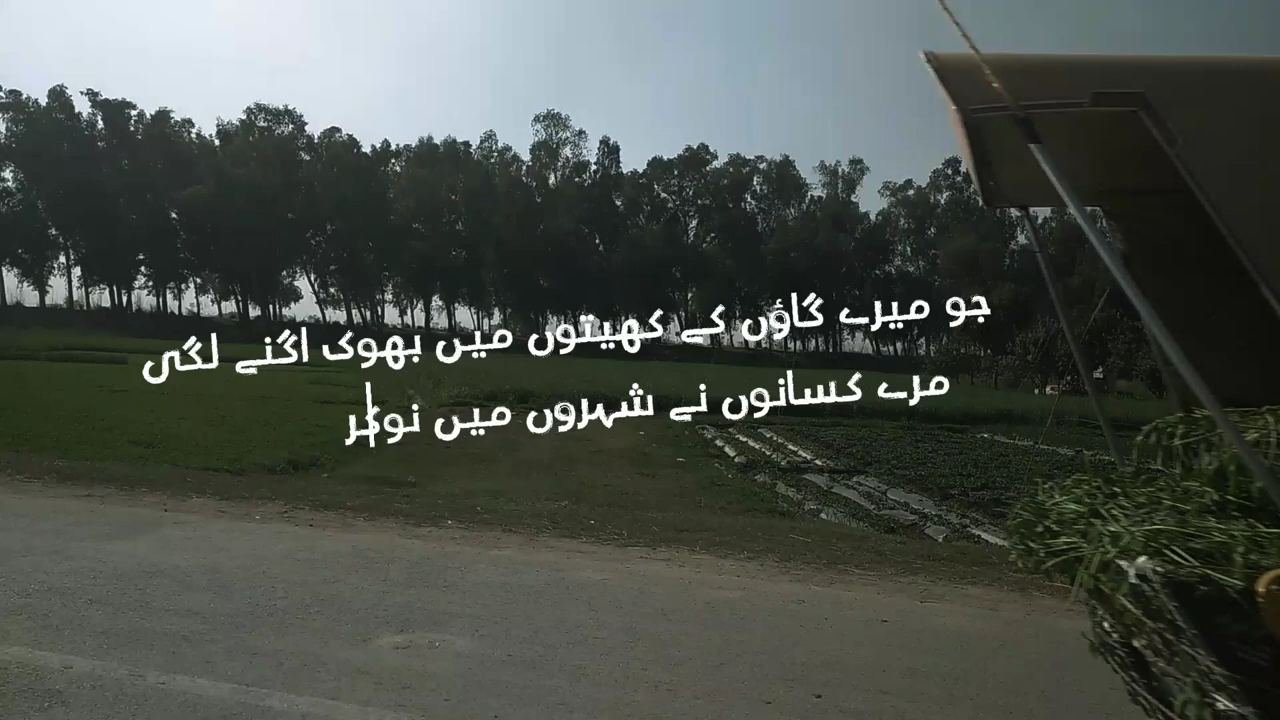 جو میرے گاؤں کے کھیتوں میں بھوک اگنے لگی
مرے کسانوں نے شہروں میں نوکر